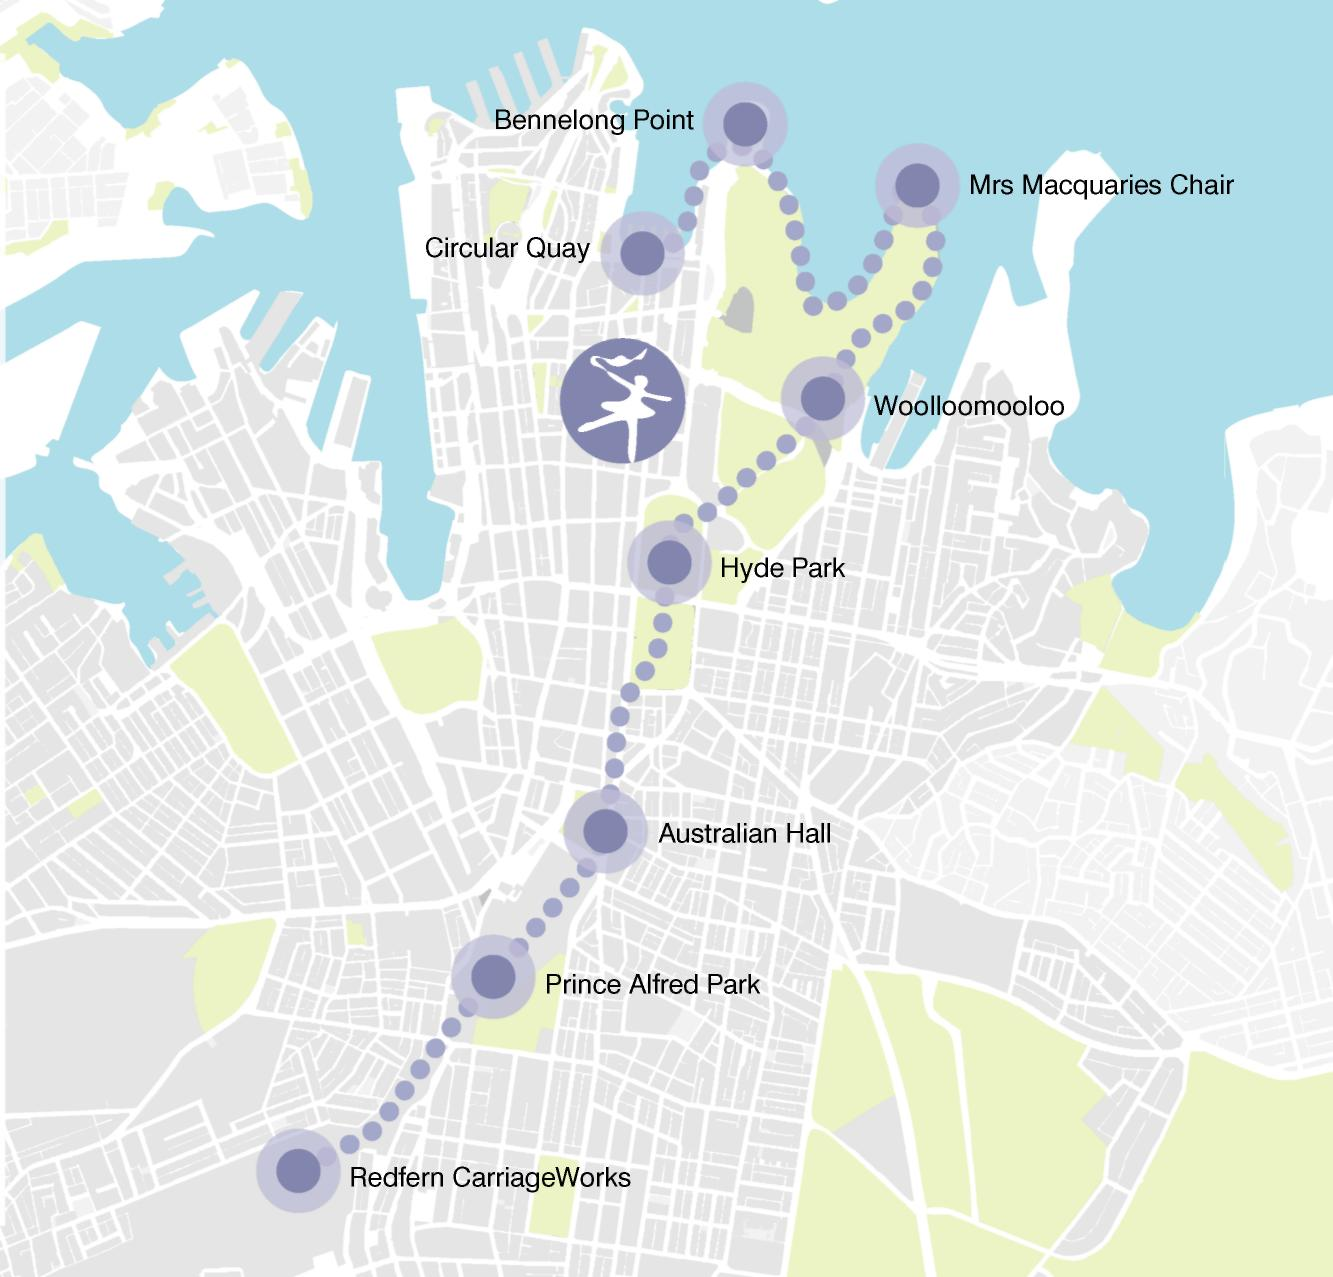 Bennelong Point
Mrs Macquaries Chair
Circular Quay
Woolloomooloo
Hyde Park
Australian Hall
Prince Alfred Park
Redfern CarriageWorks